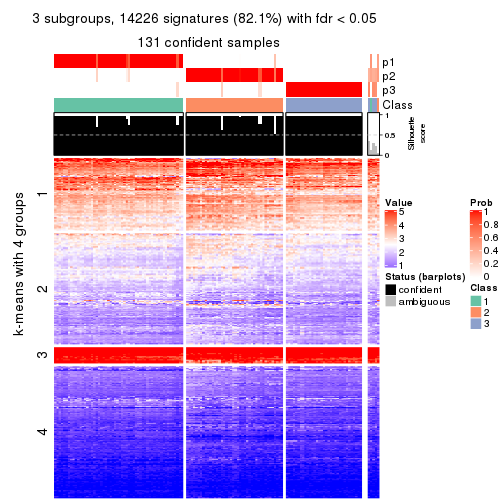 3 subgroups, 14226 signatures (82.1%) with fdr < 0.05
131 confident samples
p1
p2
p3
Class
1
0.5
0
Silhouette
score
k-means with 4 groups
1
2
3
4
Value
5
4
3
2
1
Status (barplots)
confident
ambiguous
Prob
1
0.8
0.6
0.4
0.2
0
Class
1
2
3